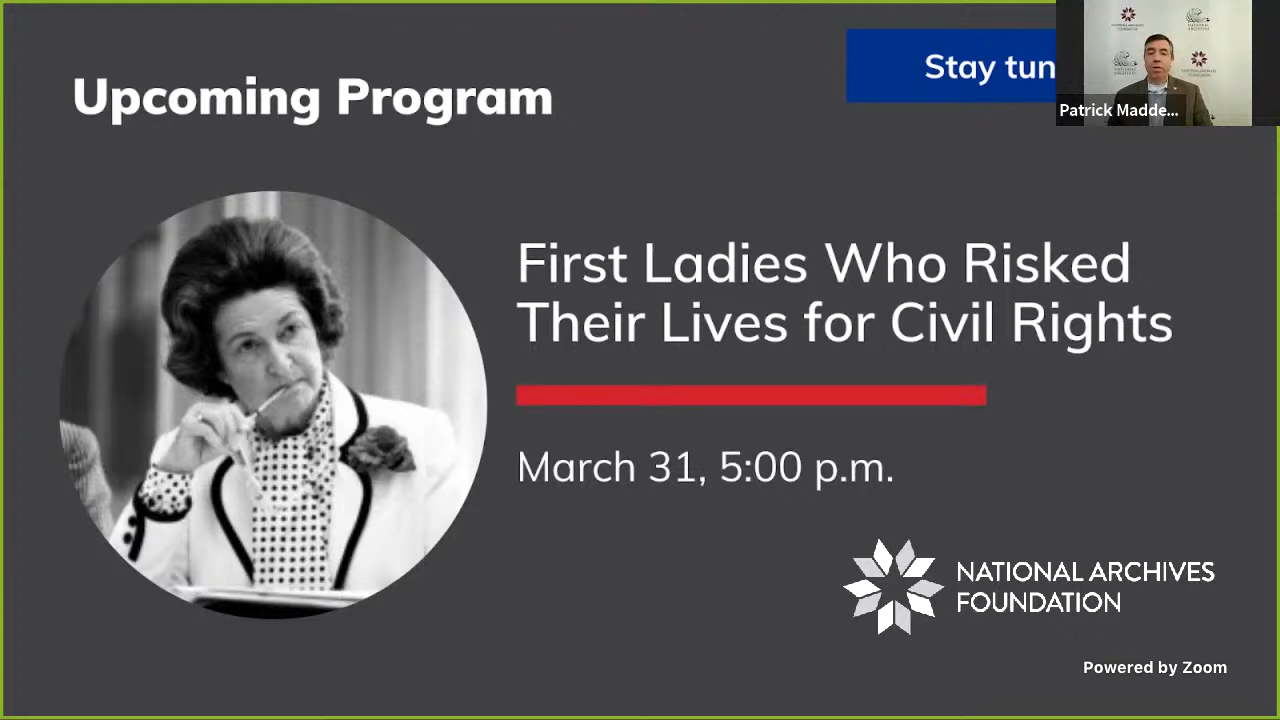 Upcoming Program
Stay tun
Patrick Madde...
First Ladies Who Risked
Their Lives for Civil Rights
March 31, 5:00 p.m.
NATIONAL ARCHIVES
FOUNDATION
Powered by Zoom